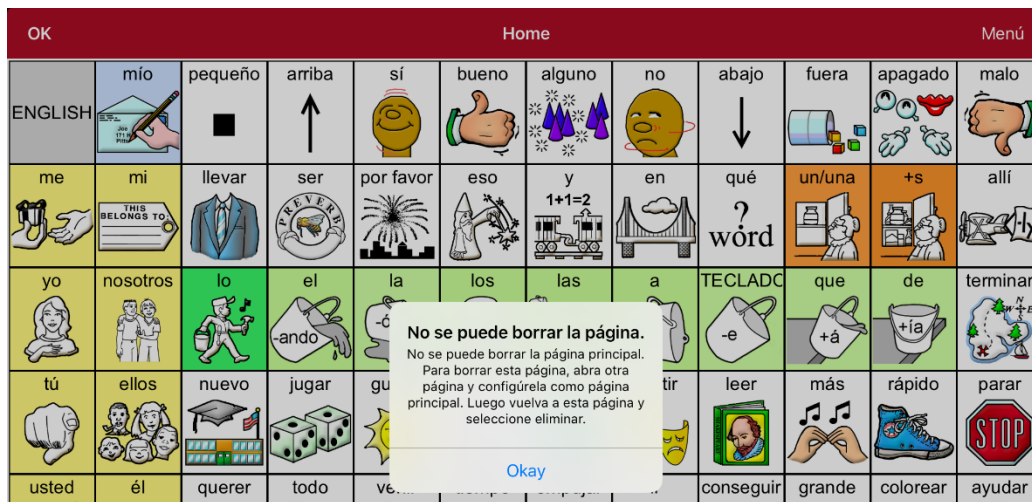 OK Home Menú
ENGLISH mío pequeño arriba sí bueno alguno no abajo fuera apagado malo
me mi llevar ser por favor eso y en qué un/una +s allí
THIS BELONGS TO: PREVERB 1+1=2 ? word
yo nosotros lo el la los las a TECLADO que de terminar
-ando -e +á +ía
No se puede borrar la página.
No se puede borrar la página principal.
Para borrar esta página, abra otra
página y configúrela como página
principal. Luego vuelva a esta página y
seleccione eliminar.
Okay
tú ellos nuevo jugar leer más rápido parar
STOP
usted él querer todo conseguir grande colorear ayudar